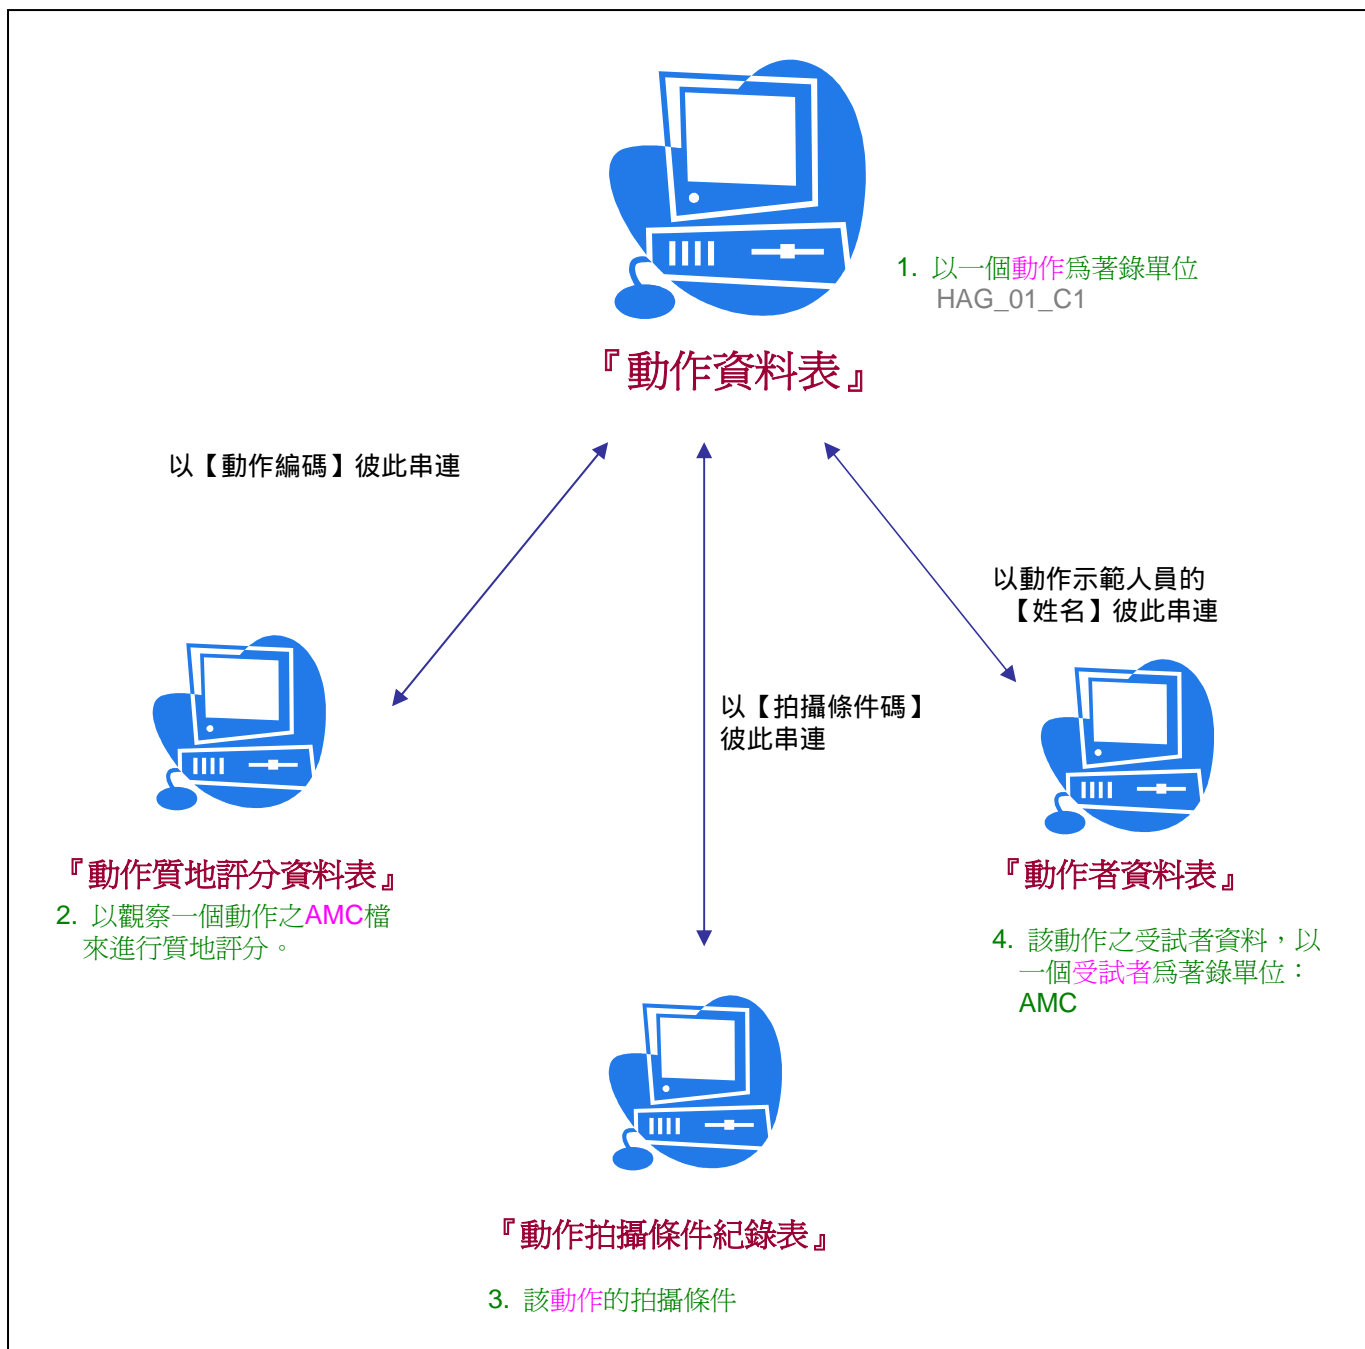 1. 以一個動作為著錄單位
HAG_01_C1
『動作資料表』
以【動作編碼】彼此串連
以動作示範人員的
【姓名】彼此串連
以【拍攝條件碼】
彼此串連
『動作質地評分資料表』
2. 以觀察一個動作之AMC檔
來進行質地評分。
『動作者資料表』
4. 該動作之受試者資料，以
一個受試者為著錄單位：
AMC
『動作拍攝條件紀錄表』
3. 該動作的拍攝條件